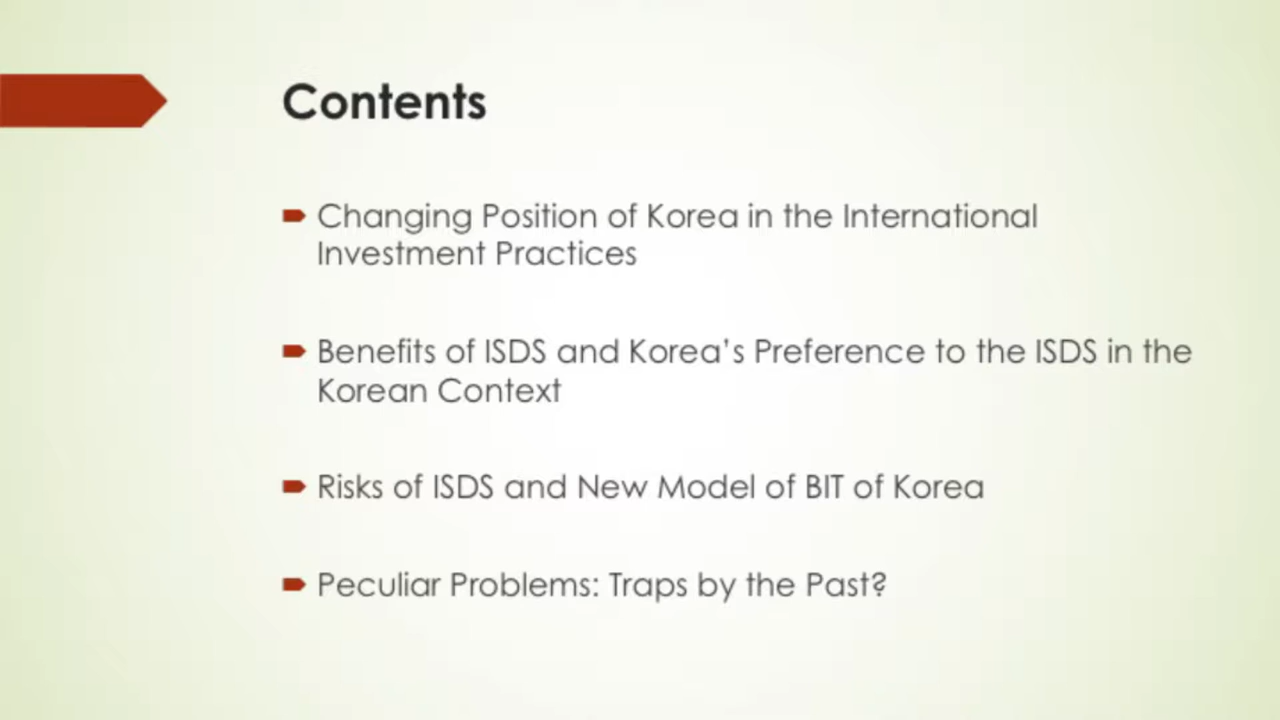 Contents
Changing Position of Korea in the International
Investment Practices
Benefits of ISDS and Korea's Preference to the ISDS in the
Korean Context
Risks of ISDS and New Model of BIT of Korea
Peculiar Problems: Traps by the Past?